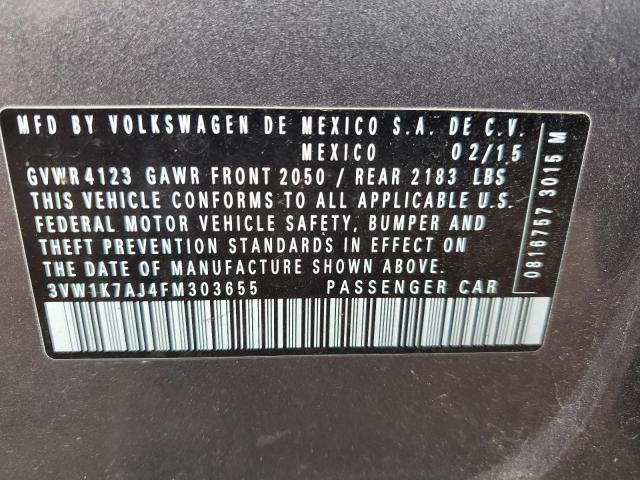 MFD BY VOLKSWAGEN DE MEXICO S.A. DE C.V.
MEXICO 02/15
GVWR4123 GAWR FRONT 2050 / REAR 2183 LBS
THIS VEHICLE CONFORMS TO ALL APPLICABLE U.S.
FEDERAL MOTOR VEHICLE SAFETY, BUMPER AND
THEFT PREVENTION STANDARDS IN EFFECT ON
THE DATE OF MANUFACTURE SHOWN ABOVE.
3VW1K7AJ4FM303655 PASSENGER CAR
0816757 3015 M